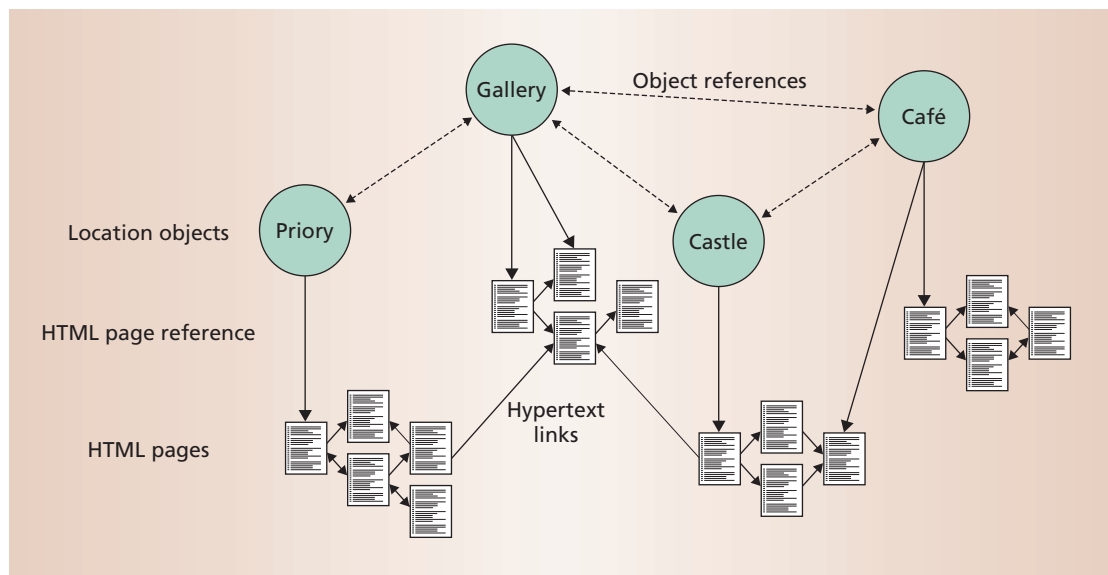 Gallery
Object references
Café
Priory
Castle
Location objects
HTML page reference
Hypertext
links
HTML pages